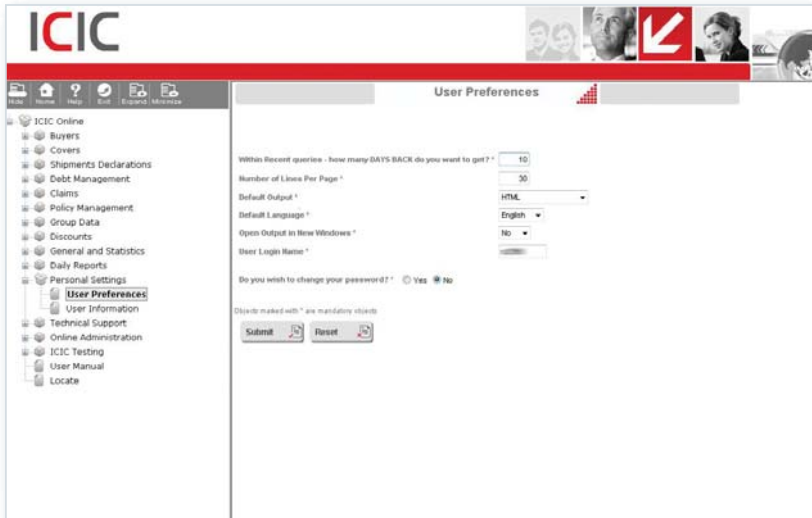 ICIC
Hide Home Help Exit Expand Minimize
User Preferences
ICIC Online
Buyers
Covers
Shipments Declarations
Debt Management
Claims
Policy Management
Group Data
Discounts
General and Statistics
Daily Reports
Personal Settings
User Preferences
User Information
Technical Support
Online Administration
ICIC Testing
User Manual
Locate
Within Recent queries - how many DAYS BACK do you want to get? * 10
Number of Lines Per Page * 30
Default Output * HTML
Default Language * English
Open Output in New Windows * No
User Login Name *
Do you wish to change your password? * Yes No
Objects marked with * are mandatory objects
Submit Reset